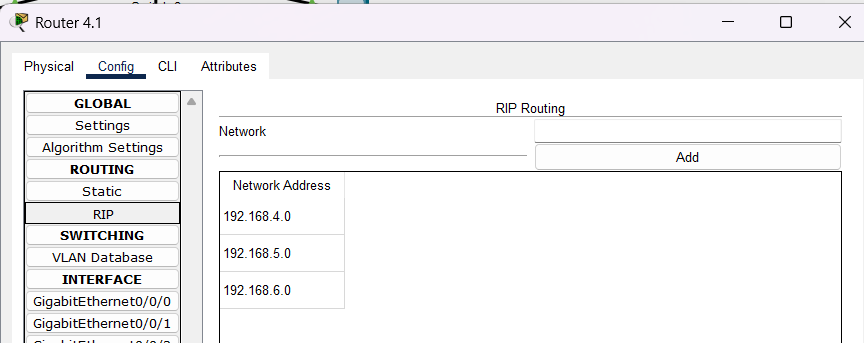 Router 4.1
Physical Config CLI Attributes
GLOBAL
Settings
Algorithm Settings
ROUTING
Static
RIP
SWITCHING
VLAN Database
INTERFACE
GigabitEthernet0/0/0
GigabitEthernet0/0/1
RIP Routing
Network
Add
Network Address
192.168.4.0
192.168.5.0
192.168.6.0